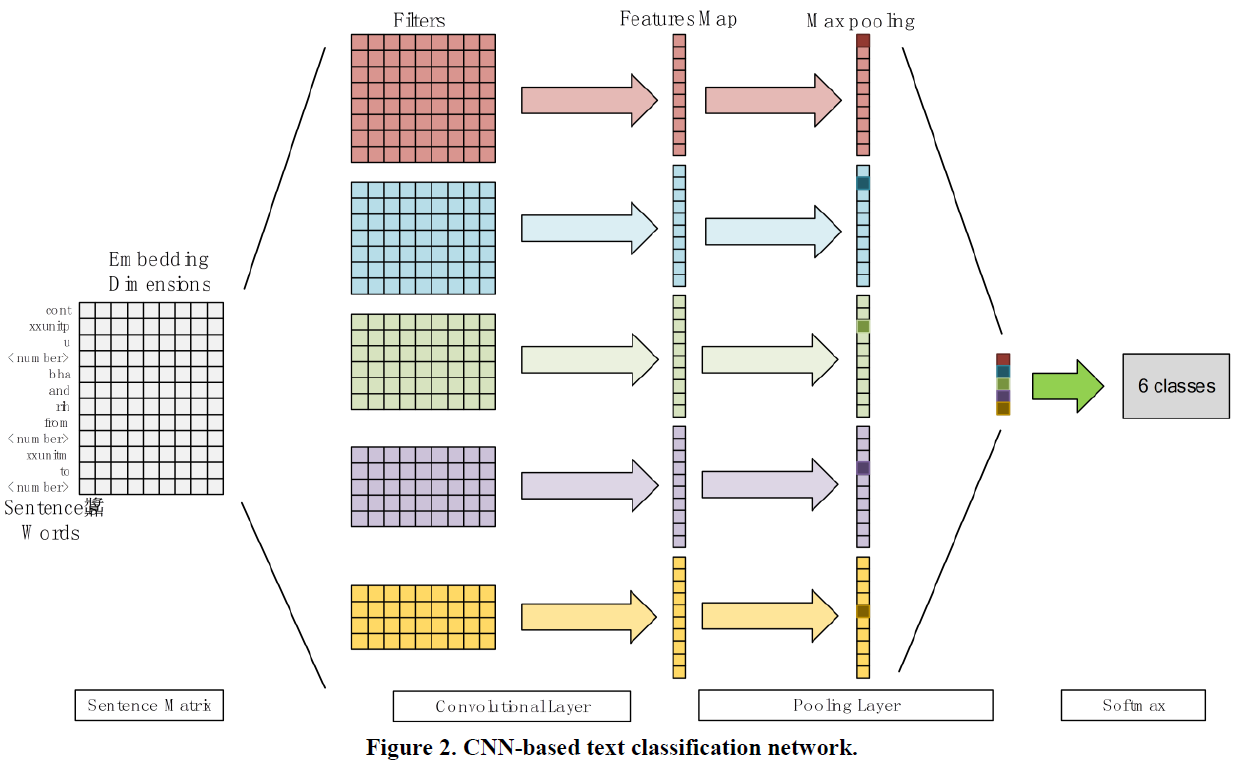 Filters
Features Map
Max pooling
Embedding
Dimensions
cont
xxunitp
u
<number>
bha
and
rih
from
<number>
xxunitm
to
<number>
Sentence
Words
6 classes
Sentence Matrix
Convolutional Layer
Pooling Layer
Softmax
Figure 2. CNN-based text classification network.